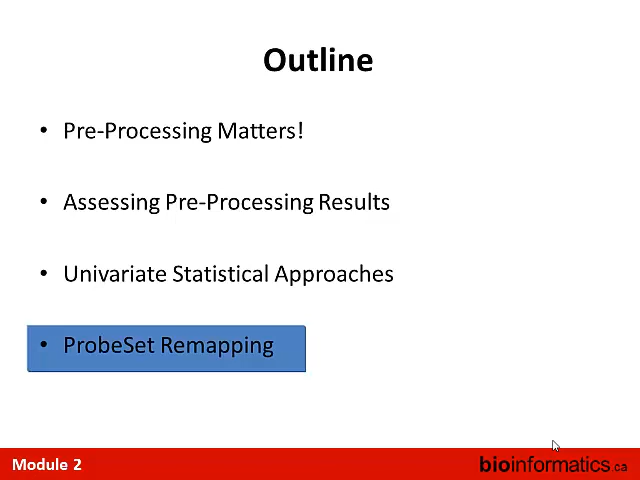 Outline
• Pre-Processing Matters!
• Assessing Pre-Processing Results
• Univariate Statistical Approaches
• ProbeSet Remapping
Module 2
bioinformatics.ca